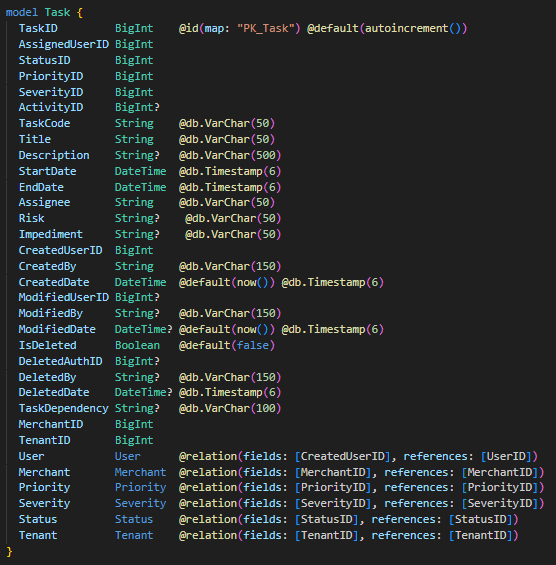 model Task {
TaskID BigInt @id(map: "PK_Task") @default(autoincrement())
AssignedUserID BigInt
StatusID BigInt
PriorityID BigInt
SeverityID BigInt
ActivityID BigInt?
TaskCode String @db.VarChar(50)
Title String @db.VarChar(50)
Description String? @db.VarChar(500)
StartDate DateTime @db.Timestamp(6)
EndDate DateTime @db.Timestamp(6)
Assignee String @db.VarChar(50)
Risk String? @db.VarChar(50)
Impediment String? @db.VarChar(50)
CreatedUserID BigInt
CreatedBy String @db.VarChar(150)
CreatedDate DateTime @default(now()) @db.Timestamp(6)
ModifiedUserID BigInt?
ModifiedBy String? @db.VarChar(150)
ModifiedDate DateTime? @default(now()) @db.Timestamp(6)
IsDeleted Boolean @default(false)
DeletedAuthID BigInt?
DeletedBy String? @db.VarChar(150)
DeletedDate DateTime? @db.Timestamp(6)
TaskDependency String? @db.VarChar(100)
MerchantID BigInt
TenantID BigInt
User User @relation(fields: [CreatedUserID], references: [UserID])
Merchant Merchant @relation(fields: [MerchantID], references: [MerchantID])
Priority Priority @relation(fields: [PriorityID], references: [PriorityID])
Severity Severity @relation(fields: [SeverityID], references: [SeverityID])
Status Status @relation(fields: [StatusID], references: [StatusID])
Tenant Tenant @relation(fields: [TenantID], references: [TenantID])
}